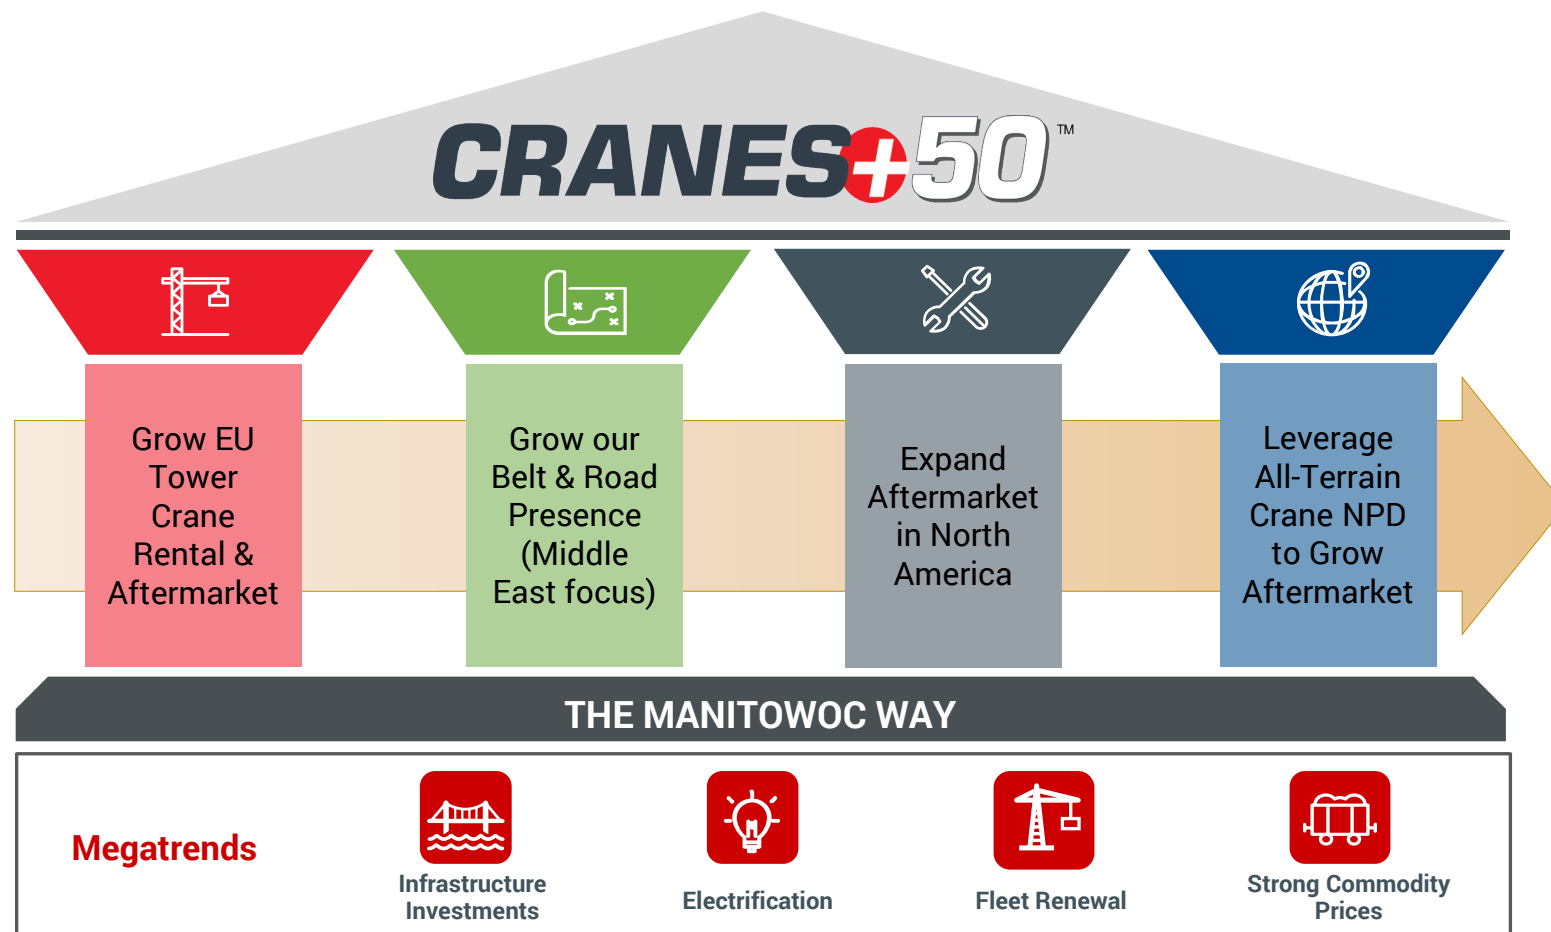 CRANES+50™
Grow EU
Tower
Crane
Rental &
Aftermarket
Grow our
Belt & Road
Presence
(Middle
East focus)
Expand
Aftermarket
in North
America
Leverage
All-Terrain
Crane NPD
to Grow
Aftermarket
THE MANITOWOC WAY
Megatrends
Infrastructure
Investments
Electrification
Fleet Renewal
Strong Commodity
Prices